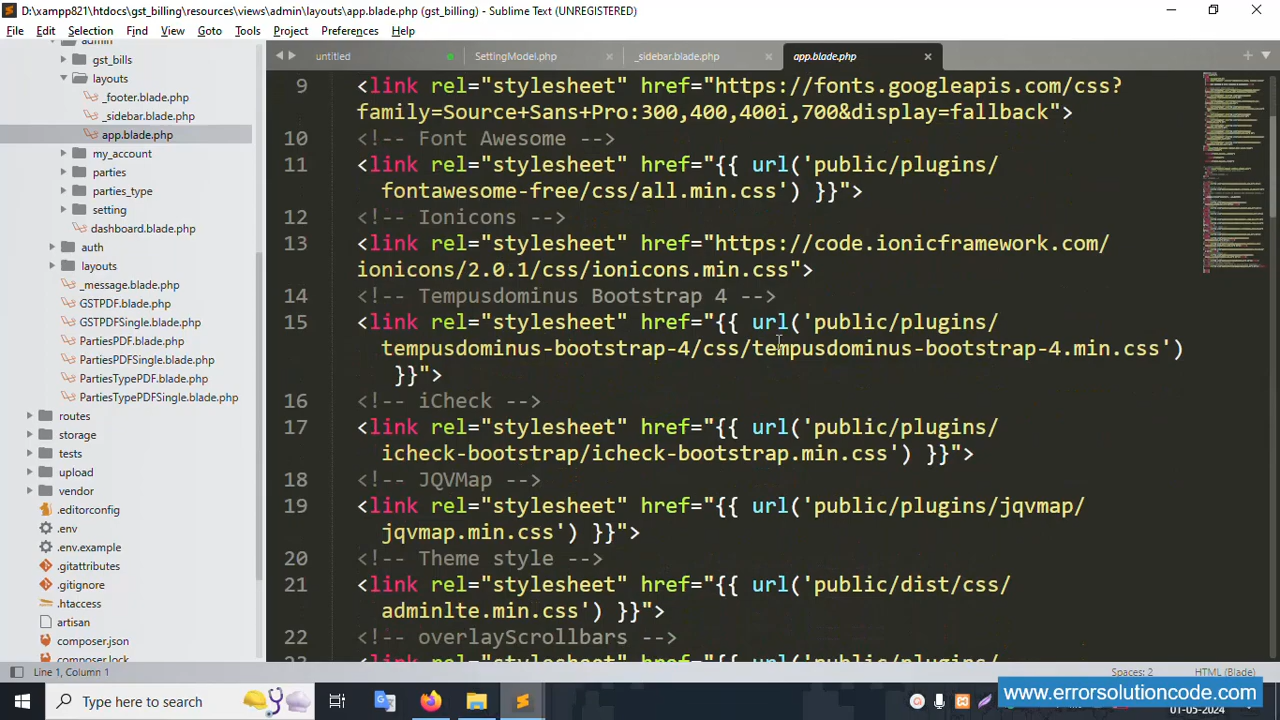 D:\xampp821\htdocs\gst_billing\resources\views\admin\layouts\app.blade.php (gst_billing) - Sublime Text (UNREGISTERED)
File Edit Selection Find View Goto Tools Project Preferences Help
admin
gst_bills
layouts
_footer.blade.php
_sidebar.blade.php
app.blade.php
my_account
parties
parties_type
setting
dashboard.blade.php
auth
layouts
_message.blade.php
GSTPDF.blade.php
GSTPDFSingle.blade.php
PartiesPDF.blade.php
PartiesPDFSingle.blade.php
PartiesTypePDF.blade.php
PartiesTypePDFSingle.blade.php
routes
storage
tests
upload
vendor
.editorconfig
.env
.env.example
.gitattributes
.gitignore
.htaccess
artisan
composer.json
composer.lock
untitled SettingModel.php _sidebar.blade.php app.blade.php
9 <link rel="stylesheet" href="https://fonts.googleapis.com/css?
family=Source+Sans+Pro:300,400,400i,700&display=fallback">
10 <!-- Font Awesome -->
11 <link rel="stylesheet" href="{{ url('public/plugins/
fontawesome-free/css/all.min.css') }}">
12 <!-- Ionicons -->
13 <link rel="stylesheet" href="https://code.ionicframework.com/
ionicons/2.0.1/css/ionicons.min.css">
14 <!-- Tempusdominus Bootstrap 4 -->
15 <link rel="stylesheet" href="{{ url('public/plugins/
tempusdominus-bootstrap-4/css/tempusdominus-bootstrap-4.min.css')
}}">
16 <!-- iCheck -->
17 <link rel="stylesheet" href="{{ url('public/plugins/
icheck-bootstrap/icheck-bootstrap.min.css') }}">
18 <!-- JQVMap -->
19 <link rel="stylesheet" href="{{ url('public/plugins/jqvmap/
jqvmap.min.css') }}">
20 <!-- Theme style -->
21 <link rel="stylesheet" href="{{ url('public/dist/css/
adminlte.min.css') }}">
22 <!-- overlayScrollbars -->
23 <link rel="stylesheet" href="{{ url('public/plugins/
Line 1, Column 1 Spaces: 2 HTML (Blade)
Type here to search
www.errorsolutioncode.com
01-05-2024